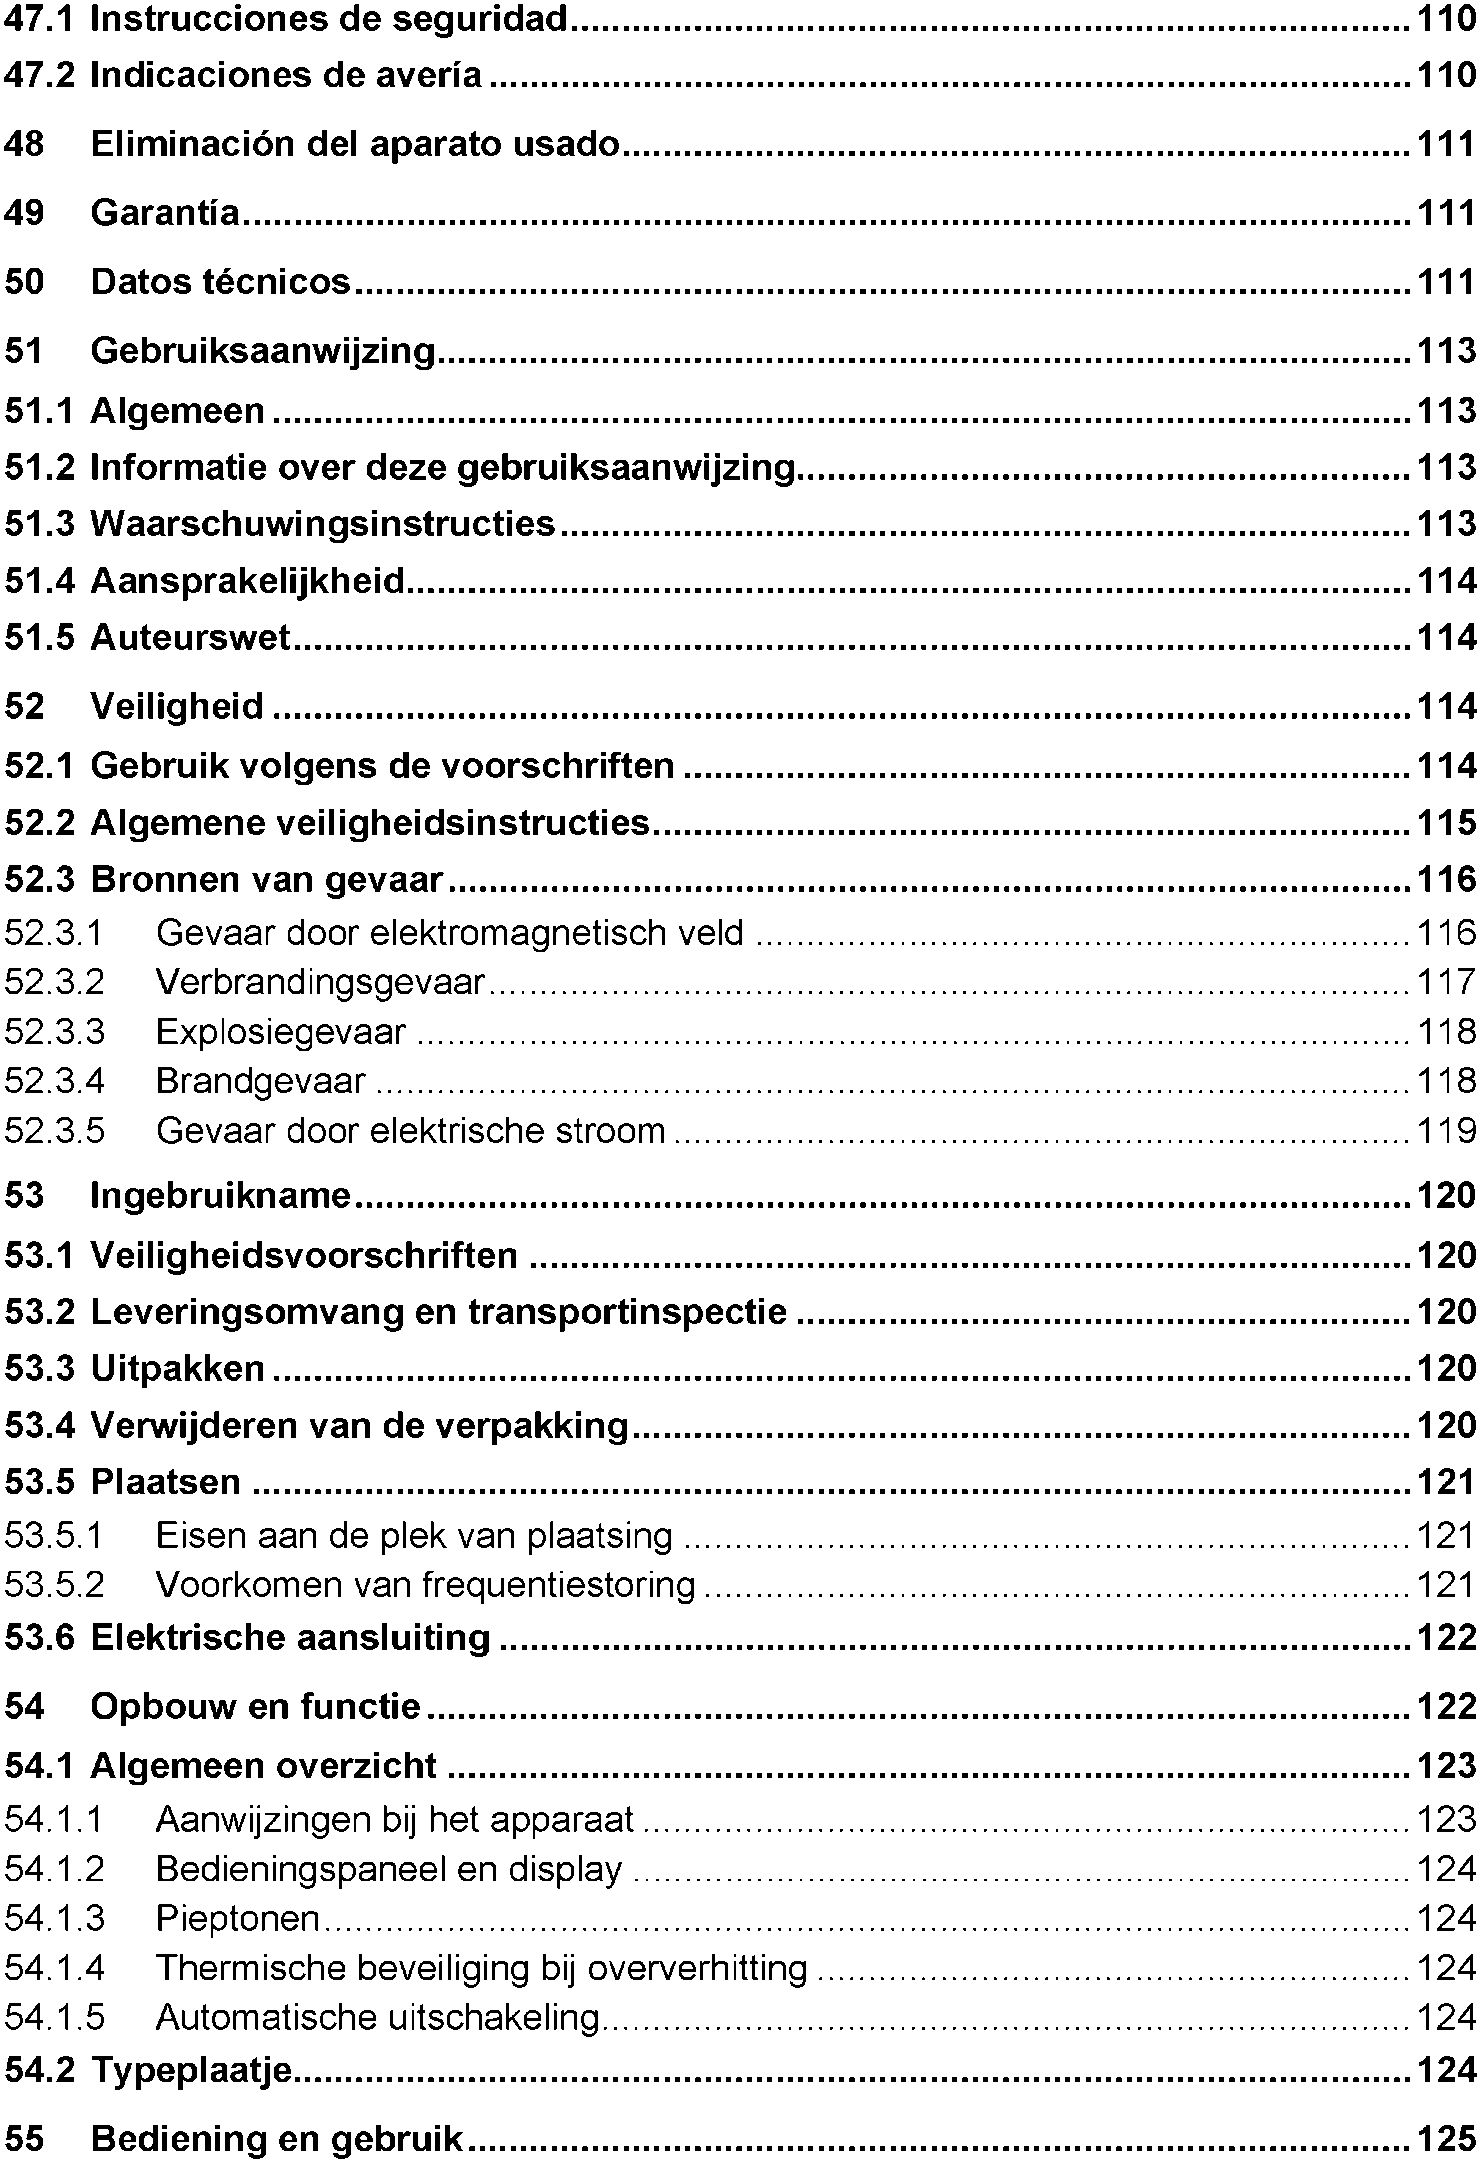 47.1 Instrucciones de seguridad.......... 110
47.2 Indicaciones de avería.......... 110
48 Eliminación del aparato usado.......... 111
49 Garantía.......... 111
50 Datos técnicos.......... 111
51 Gebruiksaanwijzing.......... 113
51.1 Algemeen.......... 113
51.2 Informatie over deze gebruiksaanwijzing.......... 113
51.3 Waarschuwingsinstructies.......... 113
51.4 Aansprakelijkheid.......... 114
51.5 Auteurswet.......... 114
52 Veiligheid.......... 114
52.1 Gebruik volgens de voorschriften.......... 114
52.2 Algemene veiligheidsinstructies.......... 115
52.3 Bronnen van gevaar.......... 116
52.3.1 Gevaar door elektromagnetisch veld.......... 116
52.3.2 Verbrandingsgevaar.......... 117
52.3.3 Explosiegevaar.......... 118
52.3.4 Brandgevaar.......... 118
52.3.5 Gevaar door elektrische stroom.......... 119
53 Ingebruikname.......... 120
53.1 Veiligheidsvoorschriften.......... 120
53.2 Leveringsomvang en transportinspectie.......... 120
53.3 Uitpakken.......... 120
53.4 Verwijderen van de verpakking.......... 120
53.5 Plaatsen.......... 121
53.5.1 Eisen aan de plek van plaatsing.......... 121
53.5.2 Voorkomen van frequentiestoring.......... 121
53.6 Elektrische aansluiting.......... 122
54 Opbouw en functie.......... 122
54.1 Algemeen overzicht.......... 123
54.1.1 Aanwijzingen bij het apparaat.......... 123
54.1.2 Bedieningspaneel en display.......... 124
54.1.3 Pieptonen.......... 124
54.1.4 Thermische beveiliging bij oververhitting.......... 124
54.1.5 Automatische uitschakeling.......... 124
54.2 Typeplaatje.......... 124
55 Bediening en gebruik.......... 125